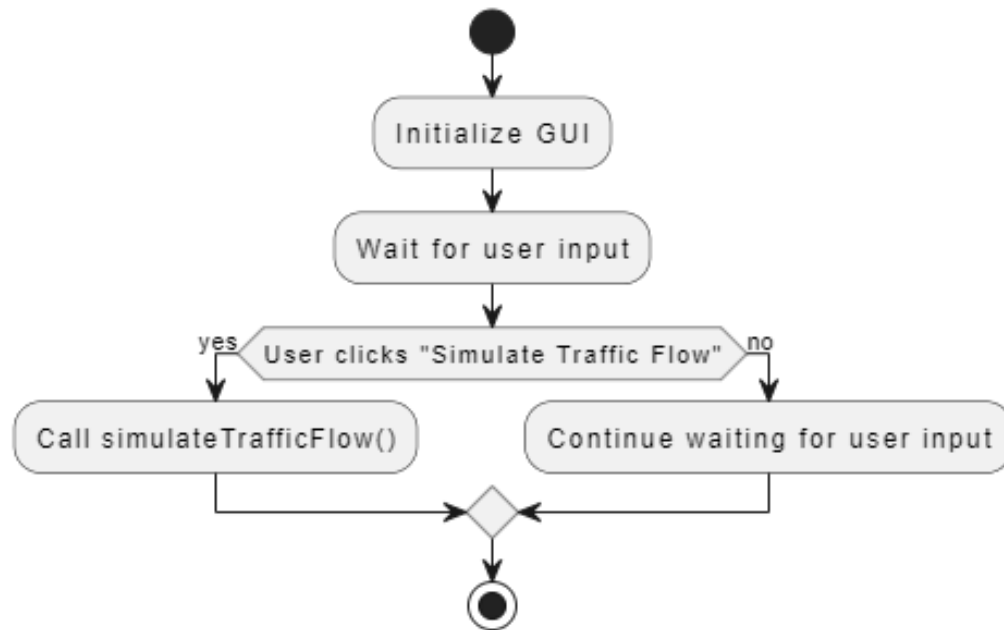 Initialize GUI
Wait for user input
yes
User clicks "Simulate Traffic Flow"
no
Call simulateTrafficFlow()
Continue waiting for user input